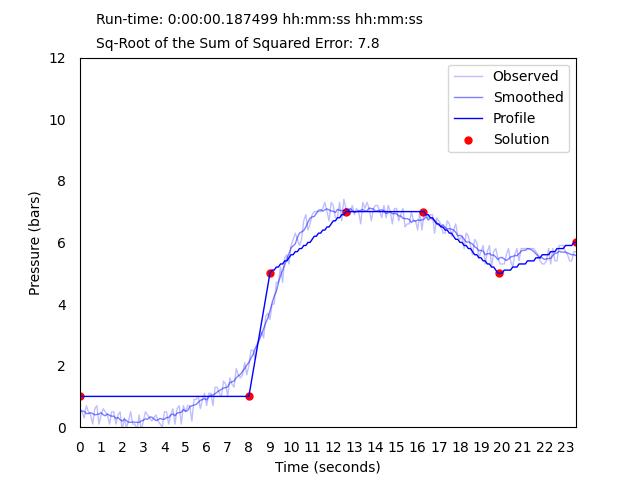 Run-time: 0:00:00.187499 hh:mm:ss hh:mm:ss
Sq-Root of the Sum of Squared Error: 7.8
12
10
8
6
4
2
0
Pressure (bars)
Observed
Smoothed
Profile
Solution
0 1 2 3 4 5 6 7 8 9 10 11 12 13 14 15 16 17 18 19 20 21 22 23
Time (seconds)